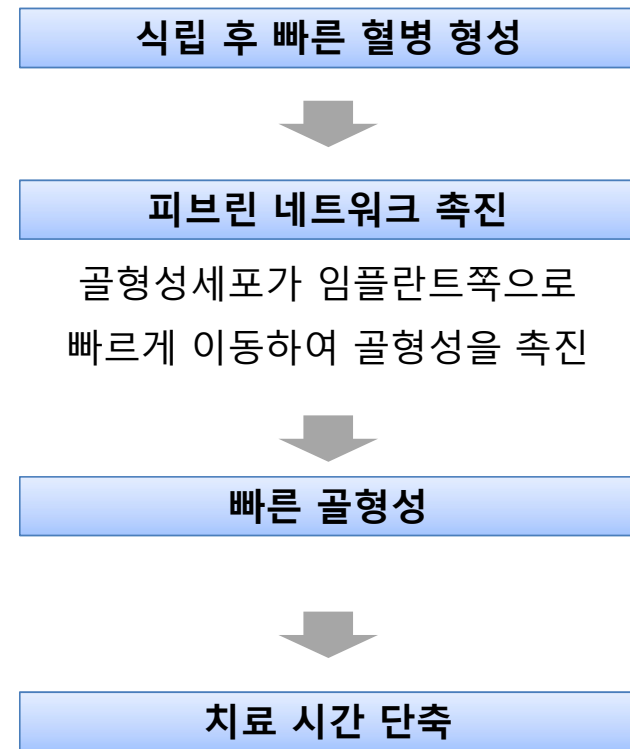 식립 후 빠른 혈병 형성
피브린 네트워크 촉진
골형성세포가 임플란트쪽으로
빠르게 이동하여 골형성을 촉진
빠른 골형성
치료 시간 단축